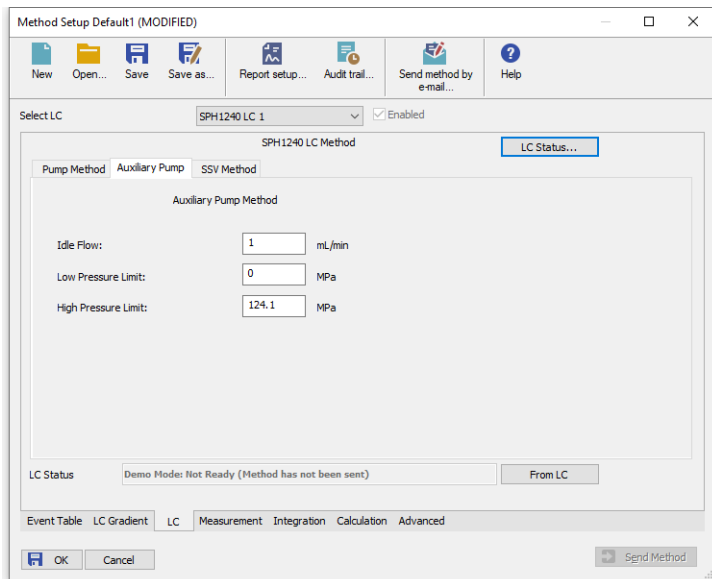 Method Setup Default1 (MODIFIED)
New Open... Save Save as... Report setup... Audit trail... Send method by e-mail... Help
Select LC SPH1240 LC 1 Enabled
SPH1240 LC Method LC Status...
Pump Method Auxiliary Pump SSV Method
Auxiliary Pump Method
Idle Flow: 1 mL/min
Low Pressure Limit: 0 MPa
High Pressure Limit: 124.1 MPa
LC Status Demo Mode: Not Ready (Method has not been sent) From LC
Event Table LC Gradient LC Measurement Integration Calculation Advanced
OK Cancel Send Method